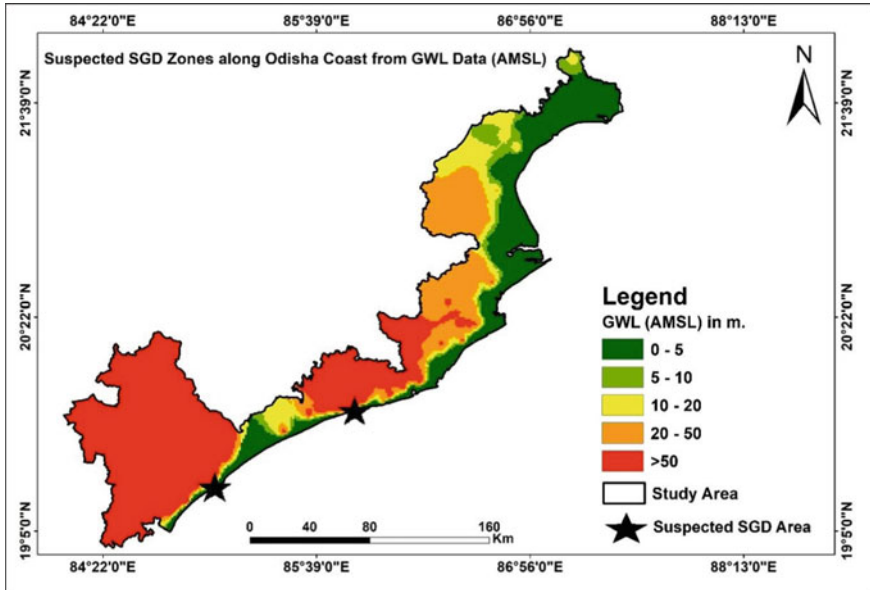 84°22'0"E 85°39'0"E 86°56'0"E 88°13'0"E
Suspected SGD Zones along Odisha Coast from GWL Data (AMSL)
N
21°39'0"N 21°39'0"N
20°22'0"N 20°22'0"N
19°5'0"N 19°5'0"N
Legend
GWL (AMSL) in m.
0 - 5
5 - 10
10 - 20
20 - 50
>50
Study Area
Suspected SGD Area
0 40 80 160
Km
84°22'0"E 85°39'0"E 86°56'0"E 88°13'0"E